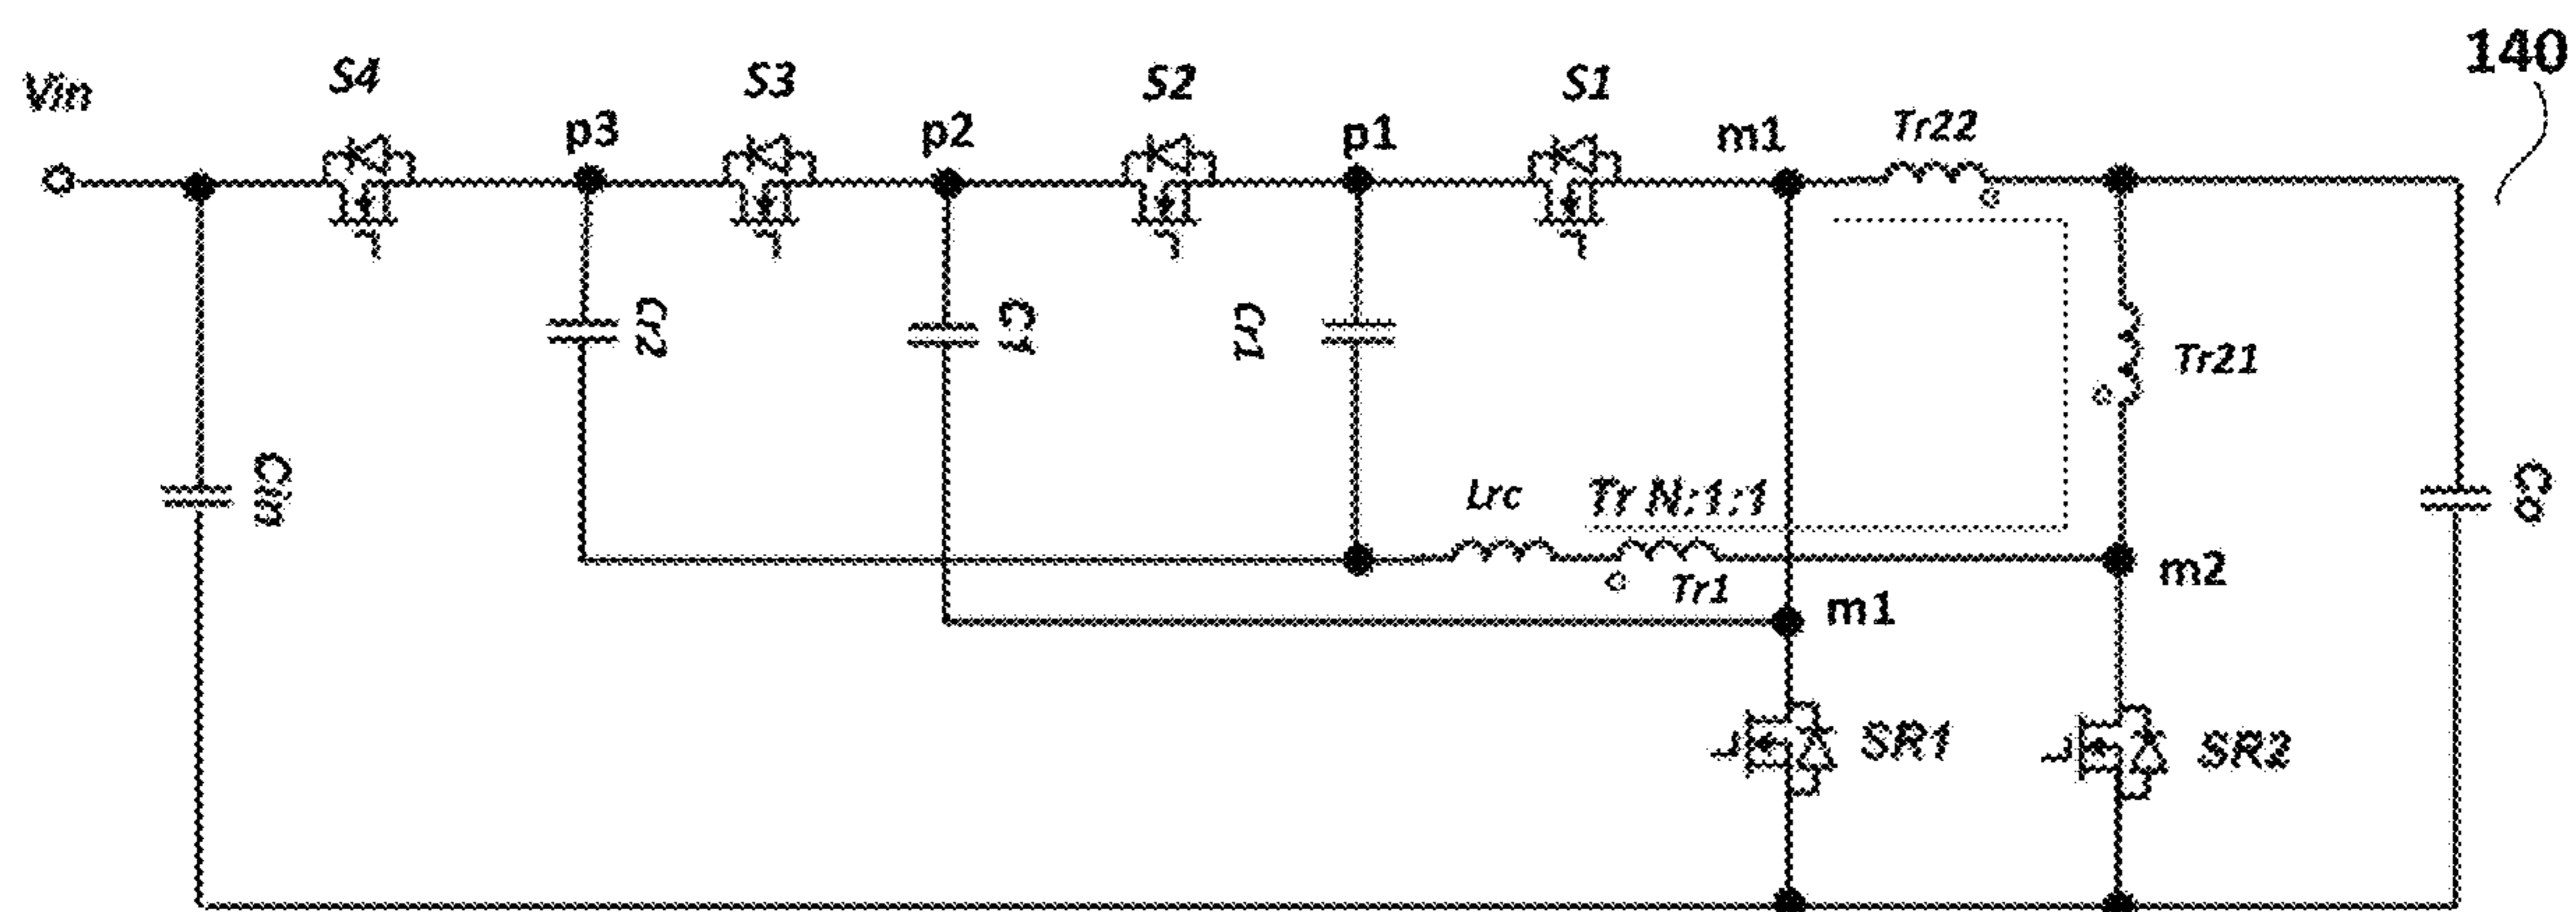 140
Vin
S4
S3
S2
S1
p3
p2
p1
m1
Tr22
Cr2
Cr1
Tr21
Cin
Lrc
Tr N:1:1
Co
Tr1
m2
m1
SR1
SR2